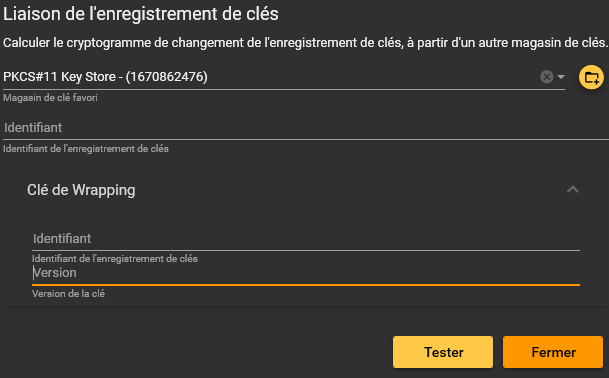 Liaison de l'enregistrement de clés
Calculer le cryptogramme de changement de l'enregistrement de clés, à partir d'un autre magasin de clés.
PKCS#11 Key Store - (1670862476)
Magasin de clé favori
Identifiant
Identifiant de l'enregistrement de clés
Clé de Wrapping
Identifiant
Identifiant de l'enregistrement de clés
Version
Version de la clé
Tester
Fermer